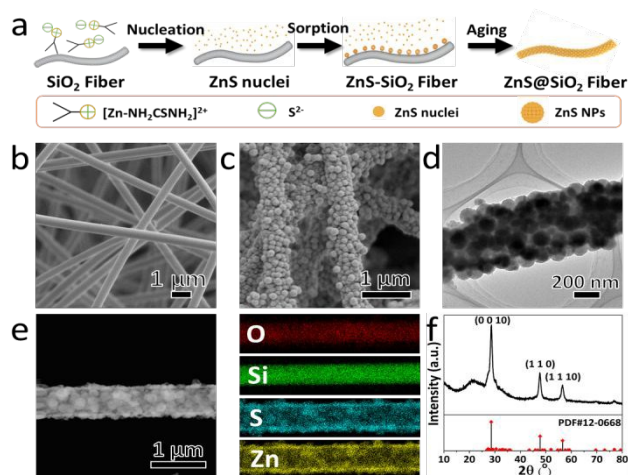 a
Nucleation
Sorption
Aging
SiO₂ Fiber
ZnS nuclei
ZnS-SiO₂ Fiber
ZnS@SiO₂ Fiber
[Zn-NH₂CSNH₂]²⁺
S²⁻
ZnS nuclei
ZnS NPs
b
1 μm
c
1 μm
d
200 nm
e
1 μm
O
Si
S
Zn
f
Intensity (a.u.)
(0 0 10)
(1 1 0)
(1 1 10)
PDF#12-0668
10 20 30 40 50 60 70 80
2θ (°)